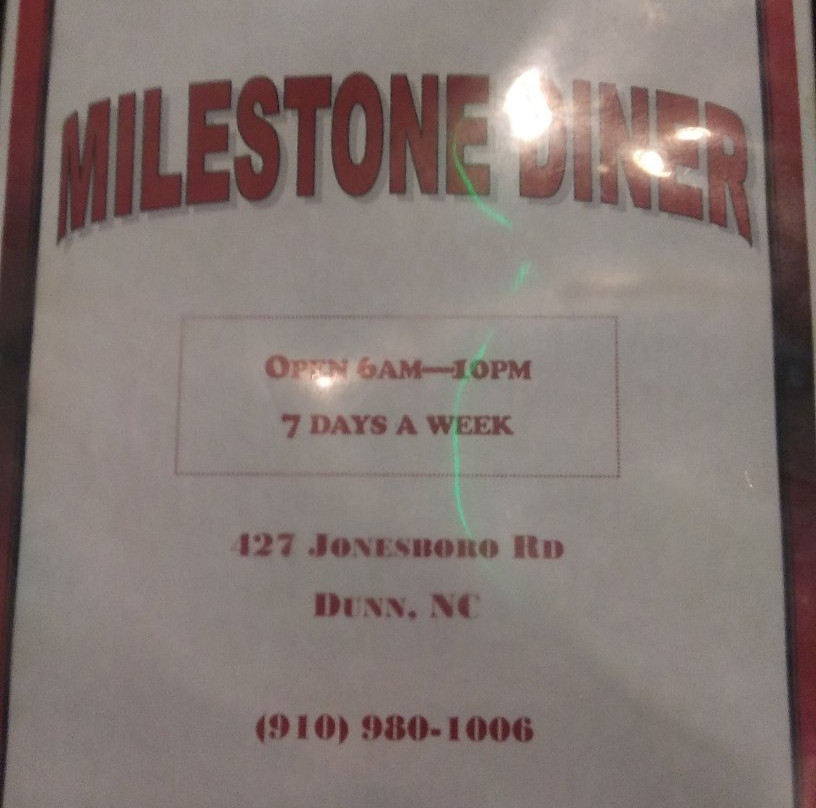 MILESTONE DINER
OPEN 6AM—10PM
7 DAYS A WEEK
427 JONESBORO RD
DUNN, NC
(910) 980-1006